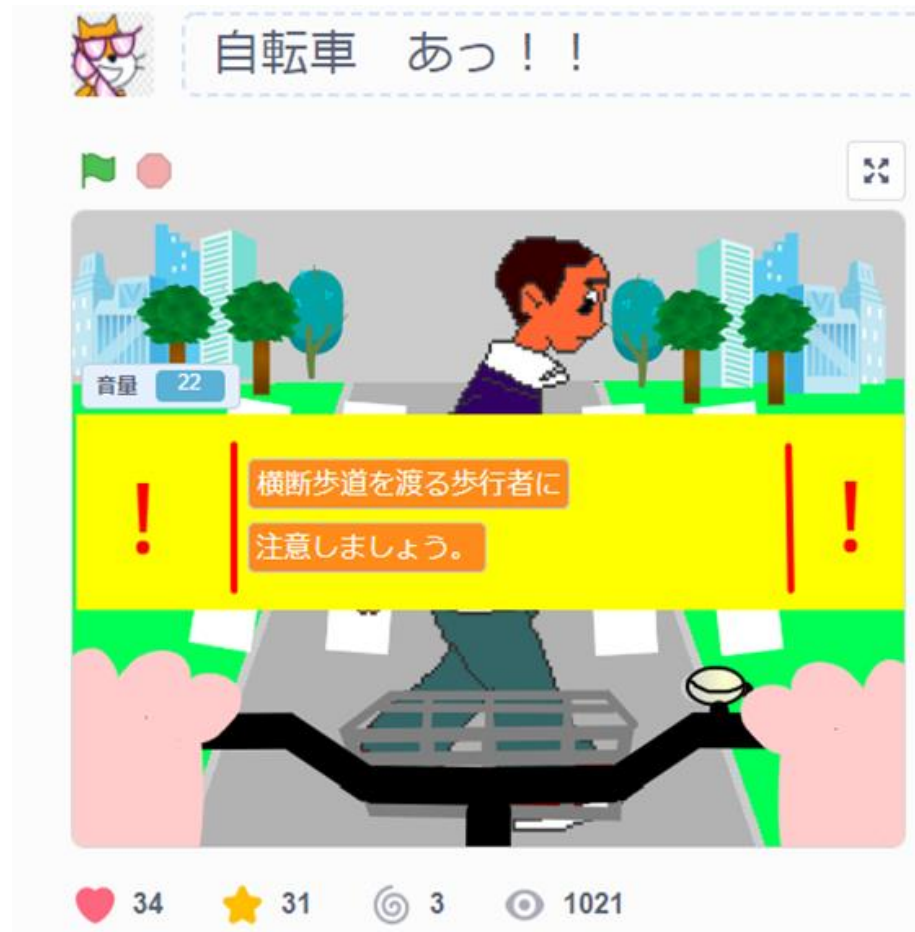 自転車　あっ！！
音量 22
！ 横断歩道を渡る歩行者に ！
注意しましょう。
34 31 3 1021